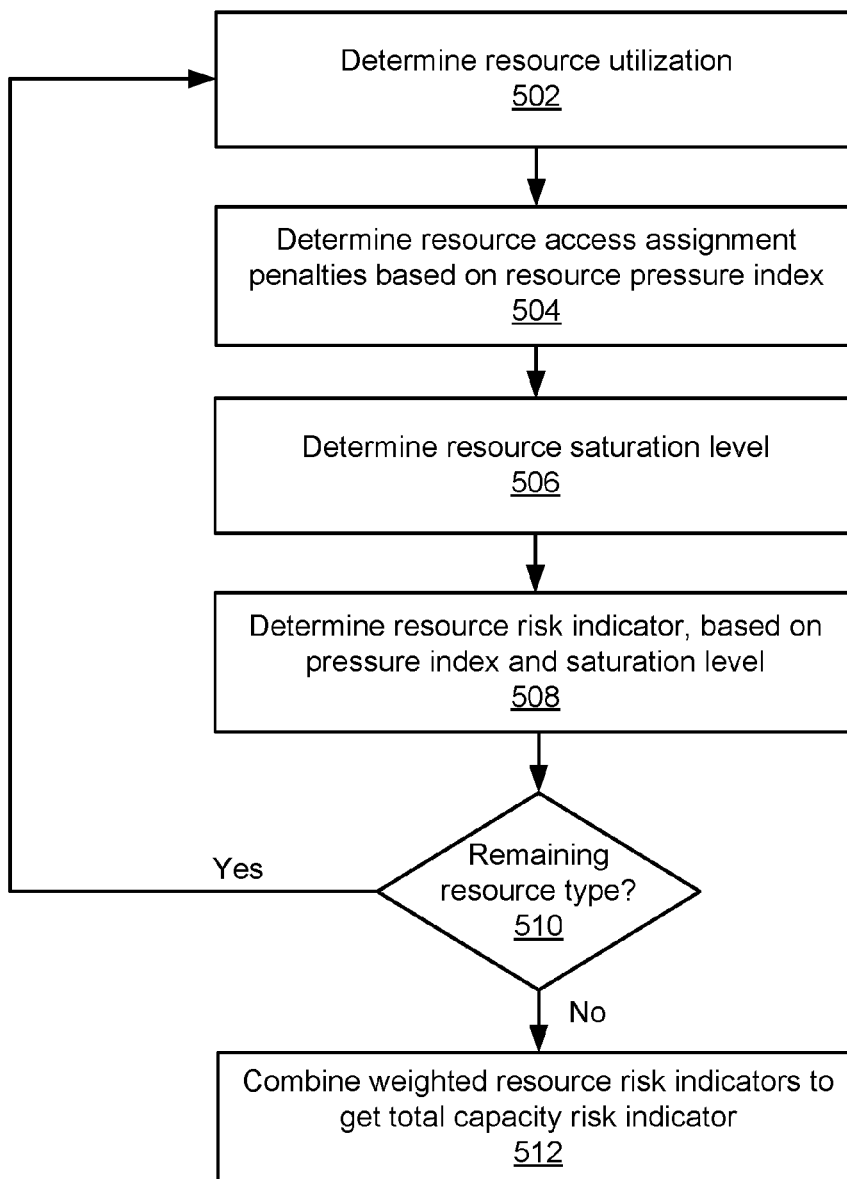 Determine resource utilization
502
Determine resource access assignment
penalties based on resource pressure index
504
Determine resource saturation level
506
Determine resource risk indicator, based on
pressure index and saturation level
508
Yes
Remaining
resource type?
510
No
Combine weighted resource risk indicators to
get total capacity risk indicator
512